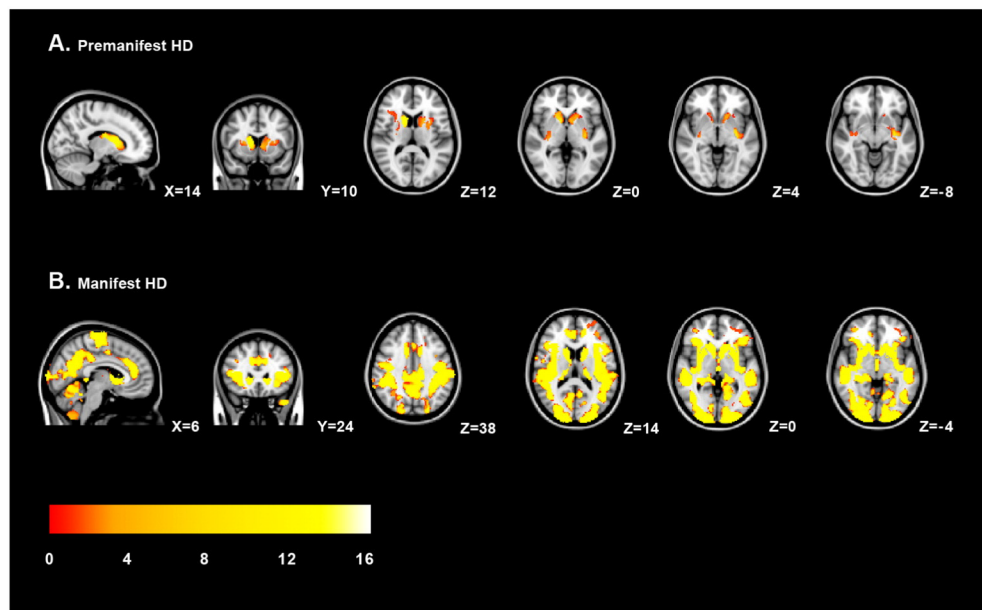 A. Premanifest HD
X=14 Y=10 Z=12 Z=0 Z=4 Z=-8
B. Manifest HD
X=6 Y=24 Z=38 Z=14 Z=0 Z=-4
0 4 8 12 16